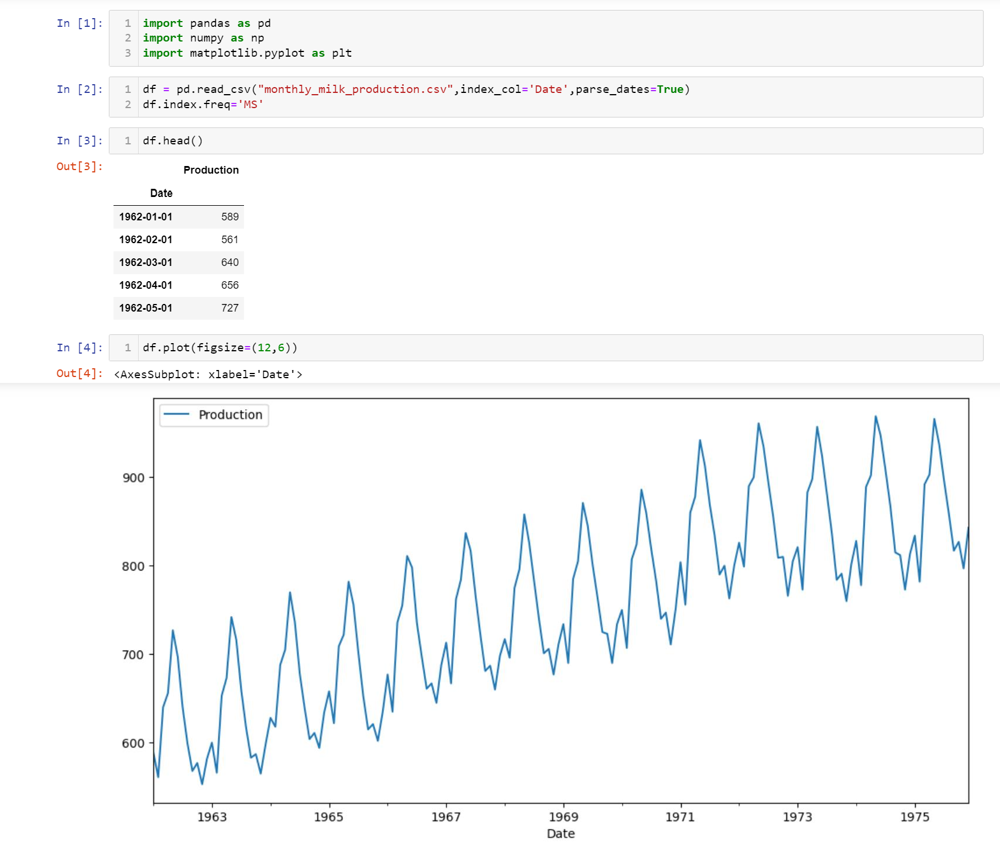 In [1]:
1 import pandas as pd
2 import numpy as np
3 import matplotlib.pyplot as plt
In [2]:
1 df = pd.read_csv("monthly_milk_production.csv",index_col='Date',parse_dates=True)
2 df.index.freq='MS'
In [3]:
1 df.head()
Out[3]:
Production
Date
1962-01-01 589
1962-02-01 561
1962-03-01 640
1962-04-01 656
1962-05-01 727
In [4]:
1 df.plot(figsize=(12,6))
Out[4]: <AxesSubplot: xlabel='Date'>
Production
900
800
700
600
1963 1965 1967 1969 1971 1973 1975
Date